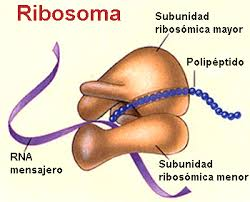 Ribosoma
Subunidad
ribosómica mayor
Polipéptido
RNA
mensajero
Subunidad
ribosómica menor